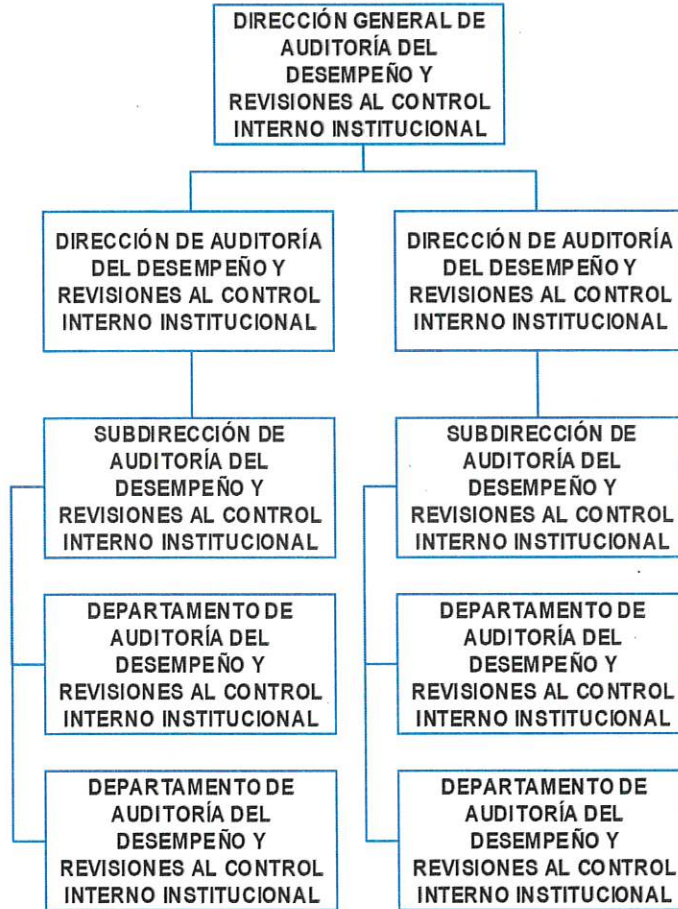 DIRECCIÓN GENERAL DE
AUDITORÍA DEL
DESEMPEÑO Y
REVISIONES AL CONTROL
INTERNO INSTITUCIONAL
DIRECCIÓN DE AUDITORÍA
DEL DESEMPEÑO Y
REVISIONES AL CONTROL
INTERNO INSTITUCIONAL
DIRECCIÓN DE AUDITORÍA
DEL DESEMPEÑO Y
REVISIONES AL CONTROL
INTERNO INSTITUCIONAL
SUBDIRECCIÓN DE
AUDITORÍA DEL
DESEMPEÑO Y
REVISIONES AL CONTROL
INTERNO INSTITUCIONAL
SUBDIRECCIÓN DE
AUDITORÍA DEL
DESEMPEÑO Y
REVISIONES AL CONTROL
INTERNO INSTITUCIONAL
DEPARTAMENTO DE
AUDITORÍA DEL
DESEMPEÑO Y
REVISIONES AL CONTROL
INTERNO INSTITUCIONAL
DEPARTAMENTO DE
AUDITORÍA DEL
DESEMPEÑO Y
REVISIONES AL CONTROL
INTERNO INSTITUCIONAL
DEPARTAMENTO DE
AUDITORÍA DEL
DESEMPEÑO Y
REVISIONES AL CONTROL
INTERNO INSTITUCIONAL
DEPARTAMENTO DE
AUDITORÍA DEL
DESEMPEÑO Y
REVISIONES AL CONTROL
INTERNO INSTITUCIONAL